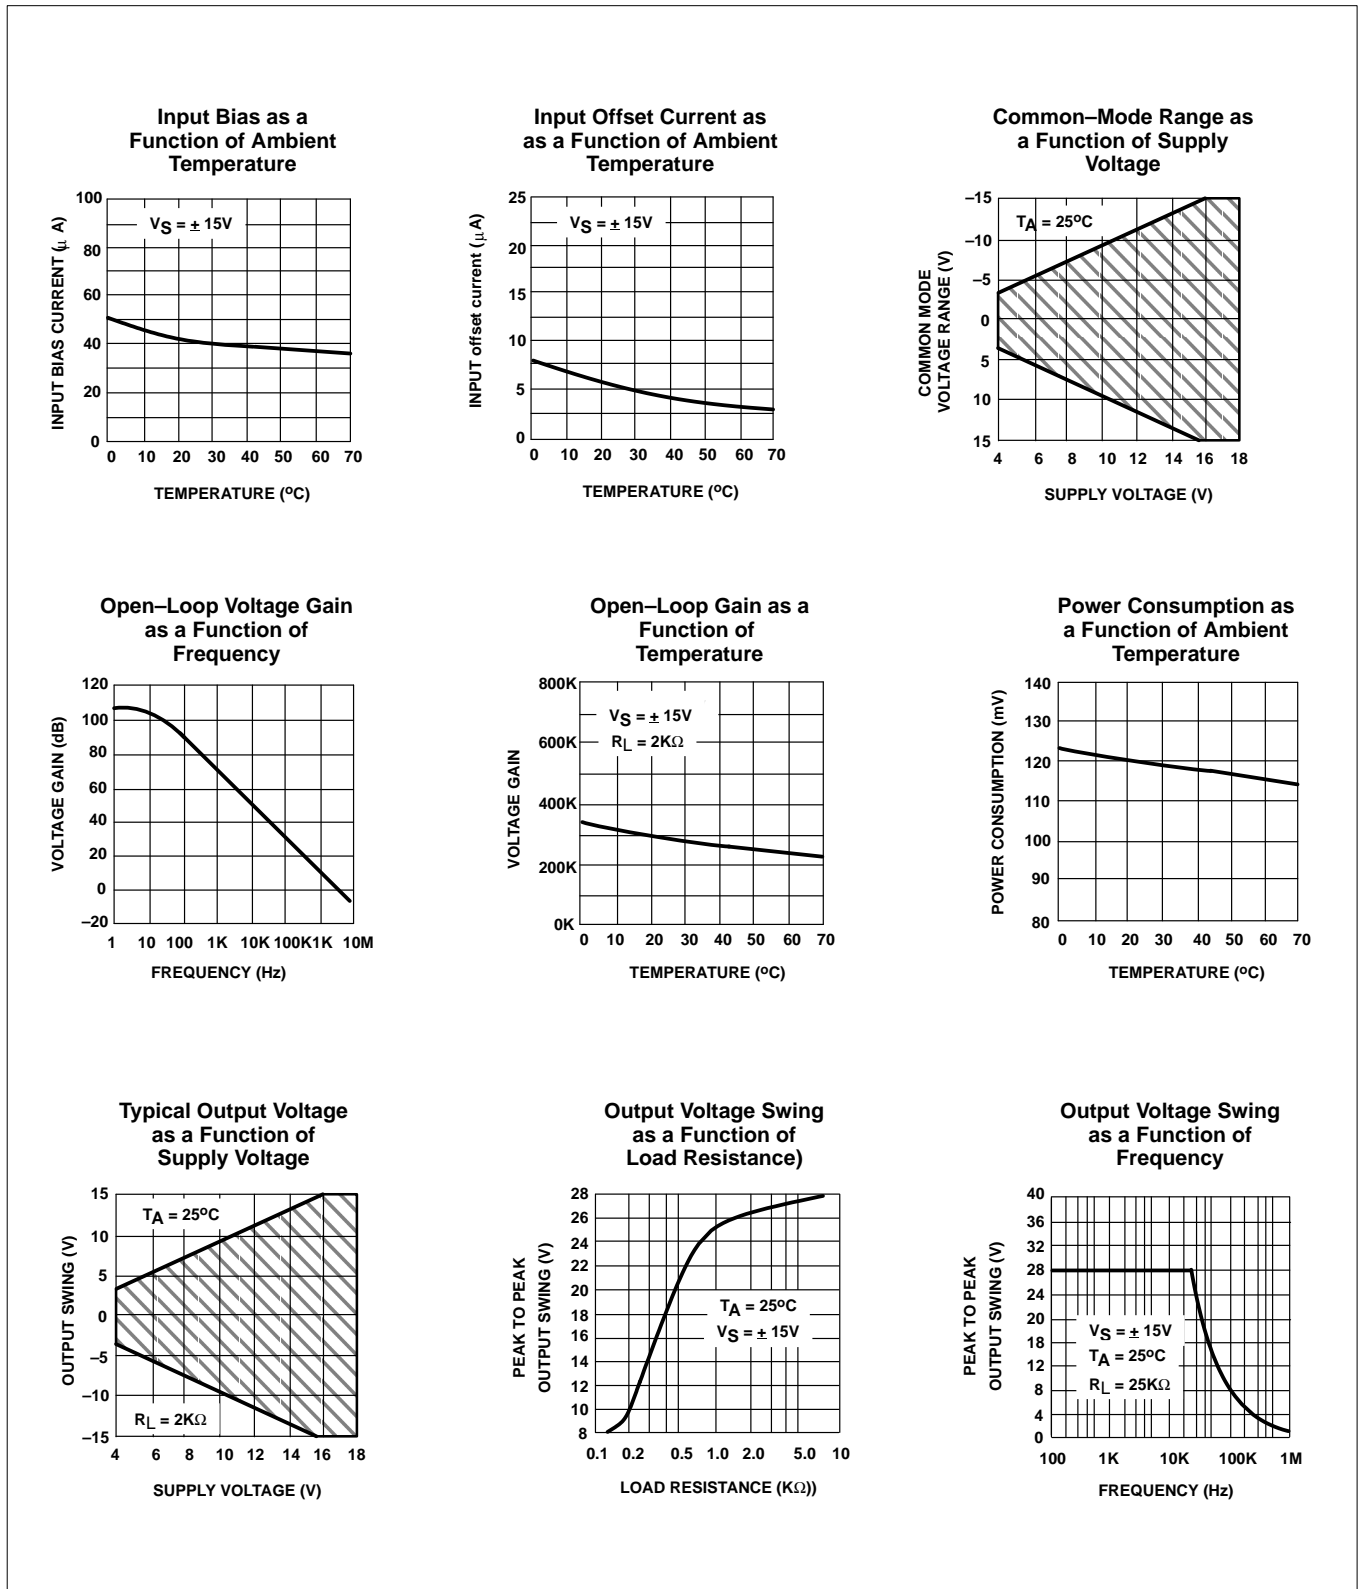 Input Bias as a
Function of Ambient
Temperature
100
80
60
40
20
0
VS = ± 15V
INPUT BIAS CURRENT (μ A)
0 10 20 30 40 50 60 70
TEMPERATURE (oC)
Input Offset Current as
as a Function of Ambient
Temperature
25
20
15
10
5
0
VS = ± 15V
INPUT offset current (μA)
0 10 20 30 40 50 60 70
TEMPERATURE (oC)
Common–Mode Range as
a Function of Supply
Voltage
–15
–10
–5
0
5
10
15
TA = 25oC
COMMON MODE
VOLTAGE RANGE (V)
4 6 8 10 12 14 16 18
SUPPLY VOLTAGE (V)
Open–Loop Voltage Gain
as a Function of
Frequency
120
100
80
60
40
20
0
–20
VOLTAGE GAIN (dB)
1 10 100 1K 10K 100K1K 10M
FREQUENCY (Hz)
Open–Loop Gain as a
Function of
Temperature
800K
600K
400K
200K
0K
VS = ± 15V
RL = 2KΩ
VOLTAGE GAIN
0 10 20 30 40 50 60 70
TEMPERATURE (oC)
Power Consumption as
a Function of Ambient
Temperature
140
130
120
110
100
90
80
POWER CONSUMPTION (mV)
0 10 20 30 40 50 60 70
TEMPERATURE (oC)
Typical Output Voltage
as a Function of
Supply Voltage
15
10
5
0
–5
–10
–15
TA = 25oC
RL = 2KΩ
OUTPUT SWING (V)
4 6 8 10 12 14 16 18
SUPPLY VOLTAGE (V)
Output Voltage Swing
as a Function of
Load Resistance)
28
26
24
22
20
18
16
14
12
10
8
TA = 25oC
VS = ± 15V
PEAK TO PEAK
OUTPUT SWING (V)
0.1 0.2 0.5 1.0 2.0 5.0 10
LOAD RESISTANCE (KΩ))
Output Voltage Swing
as a Function of
Frequency
40
36
32
28
24
20
16
12
8
4
0
VS = ± 15V
TA = 25oC
RL = 25KΩ
PEAK TO PEAK
OUTPUT SWING (V)
100 1K 10K 100K 1M
FREQUENCY (Hz)